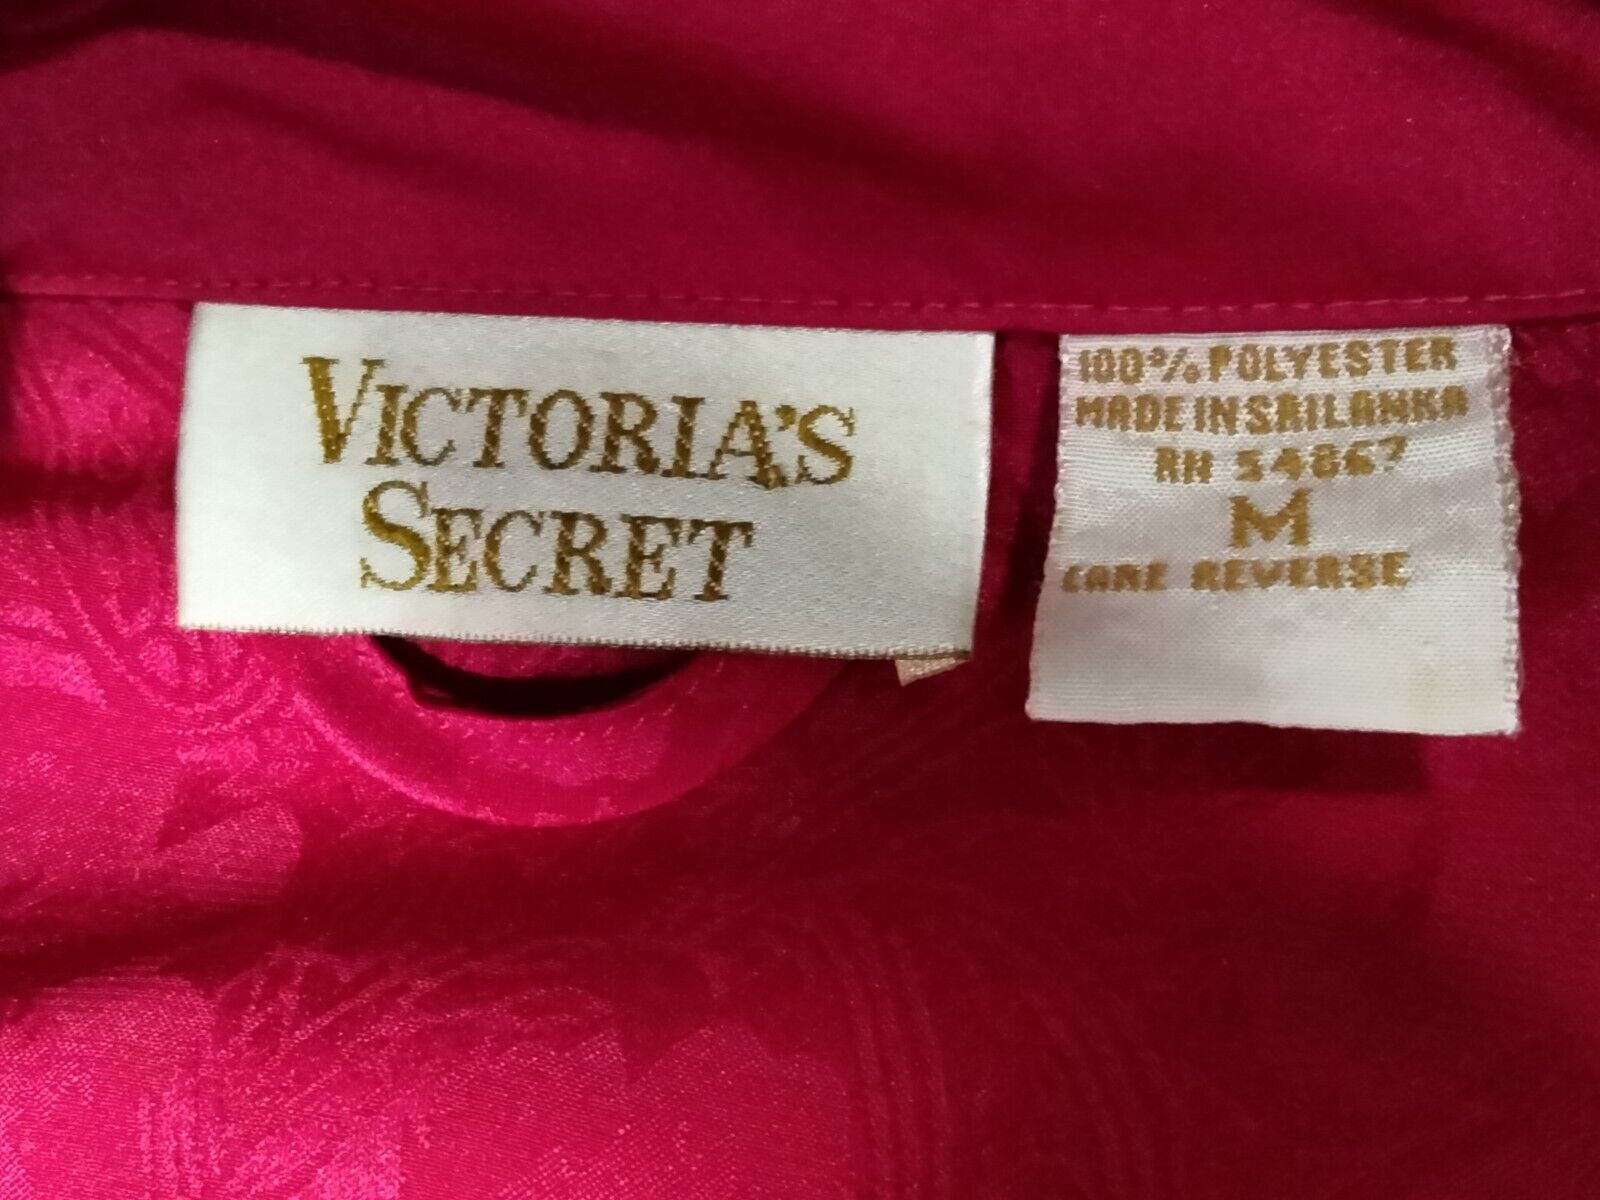 VICTORIA'S
SECRET
100% POLYESTER
MADE IN SRI LANKA
RN 54867
M
CARE REVERSE